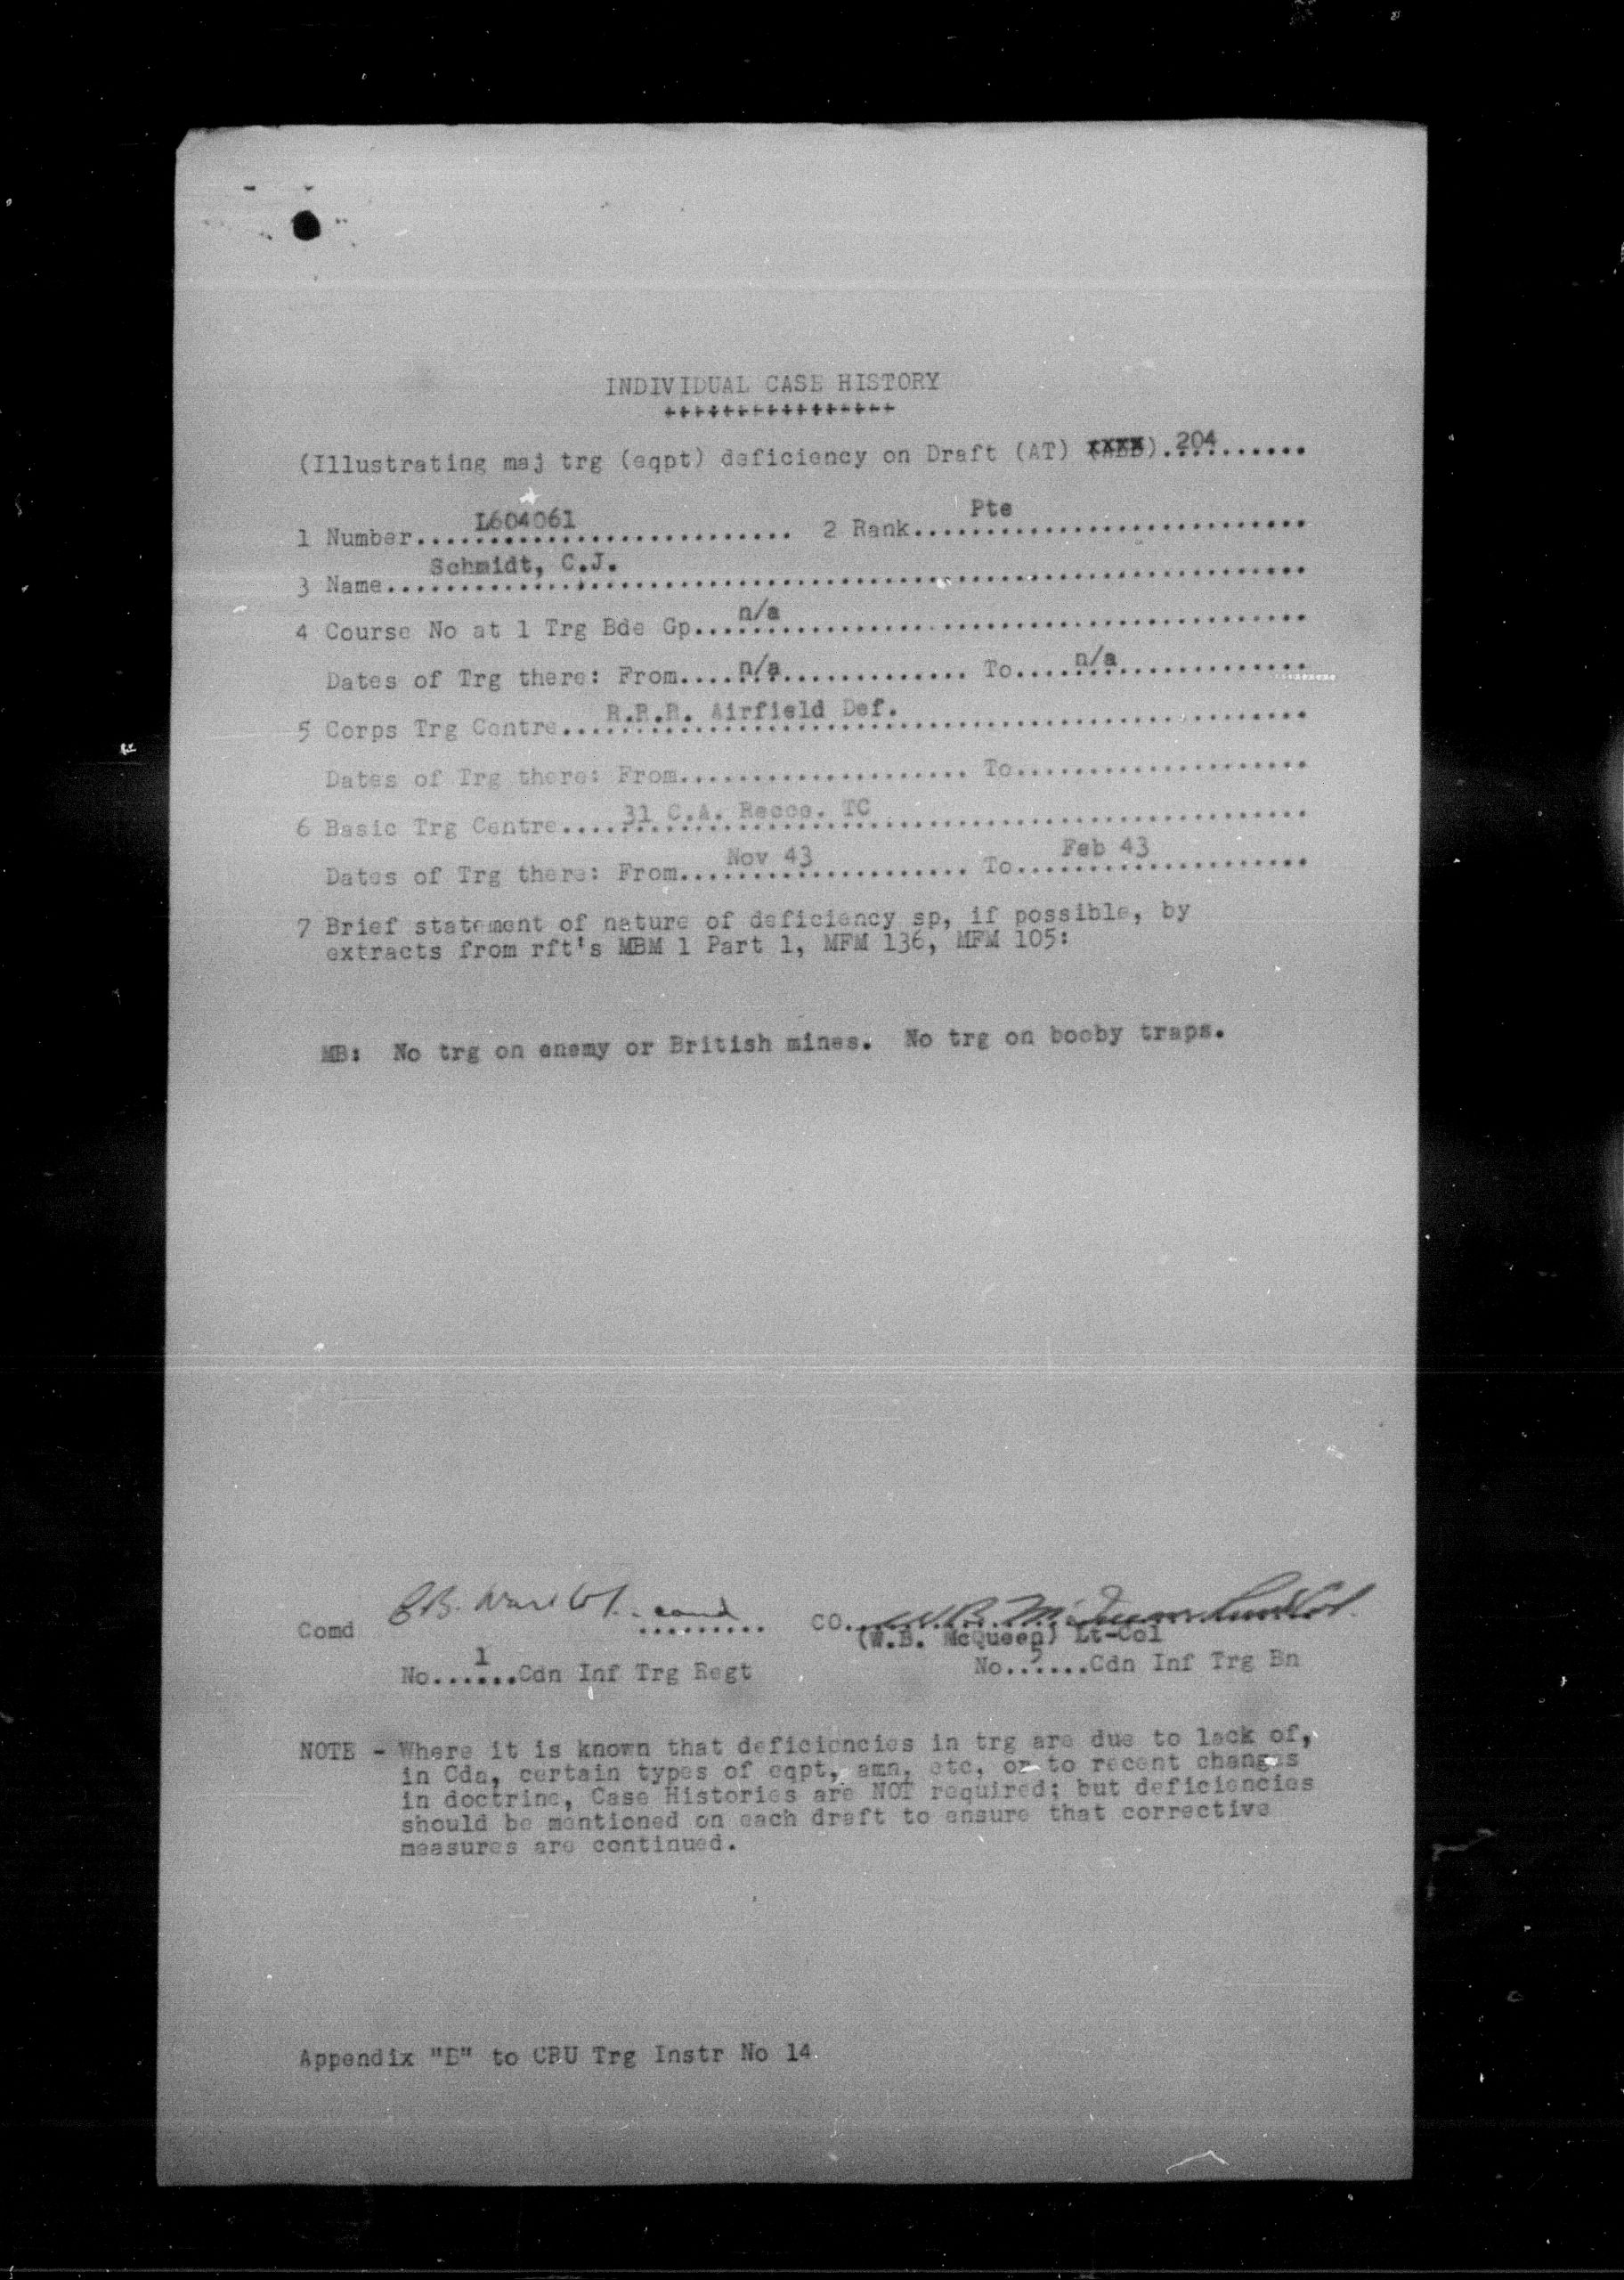 INDIVIDUAL CASE HISTORY
++++++++++++++++
(Illustrating maj trg (eqpt) deficiency on Draft (AT) 204
1 Number L604061 2 Rank Pte
3 Name Schmidt, C.J.
4 Course No at 1 Trg Bde Gp n/a
Dates of Trg there: From n/a To n/a
5 Corps Trg Centre R.R.R. Airfield Def.
Dates of Trg there: From To
6 Basic Trg Centre 31 C.A. Recce. TC
Dates of Trg there: From Nov 43 To Feb 43
7 Brief statement of nature of deficiency sp, if possible, by
extracts from rft's MBM 1 Part 1, MFM 136, MFM 105:
MB: No trg on enemy or British mines. No trg on booby traps.
Comd CO
(W.B. McQueen) Lt-Col
No 1 Cdn Inf Trg Regt No 5 Cdn Inf Trg Bn
NOTE - Where it is known that deficiencies in trg are due to lack of,
in Cda, certain types of eqpt, amn, etc, or to recent changes
in doctrine, Case Histories are NOT required; but deficiencies
should be mentioned on each draft to ensure that corrective
measures are continued.
Appendix "E" to CRU Trg Instr No 14